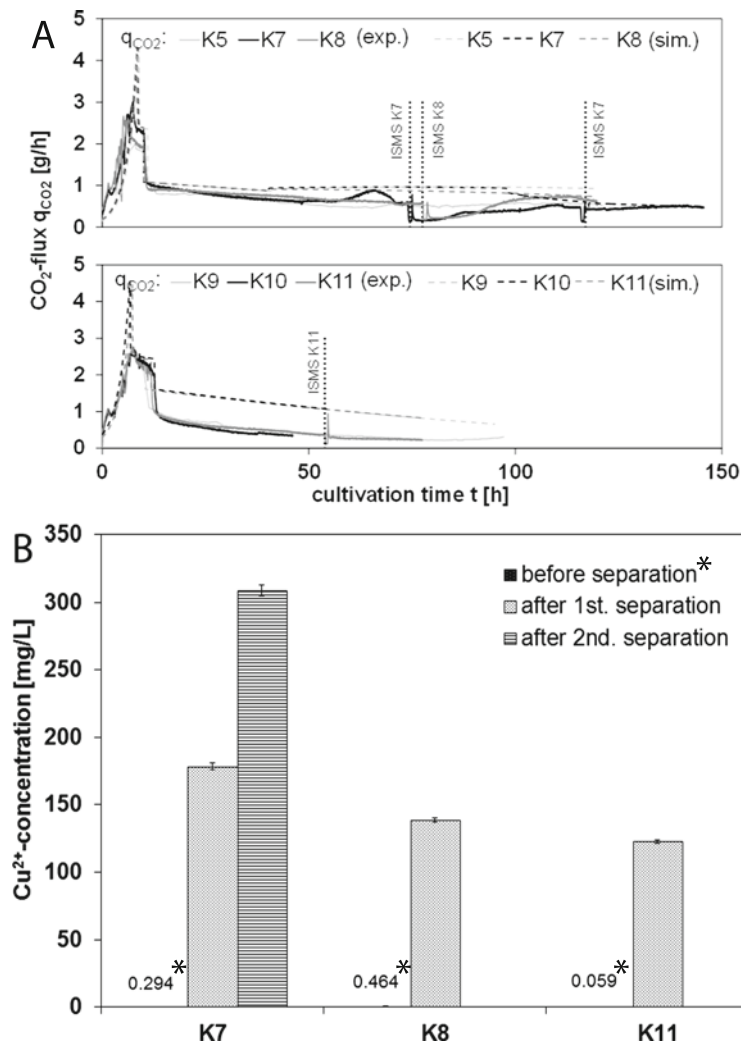 A
qCO2: K5 K7 K8 (exp.) K5 K7 K8 (sim.)
5
4
3
2
1
0
ISMS K7
ISMS K8
ISMS K7
CO2-flux qCO2 [g/h]
qCO2: K9 K10 K11 (exp.) K9 K10 K11(sim.)
5
4
3
2
1
0
ISMS K11
0 50 100 150
cultivation time t [h]
B
350
300
250
200
150
100
50
0
Cu2+-concentration [mg/L]
before separation*
after 1st. separation
after 2nd. separation
0.294*
0.464*
0.059*
K7 K8 K11